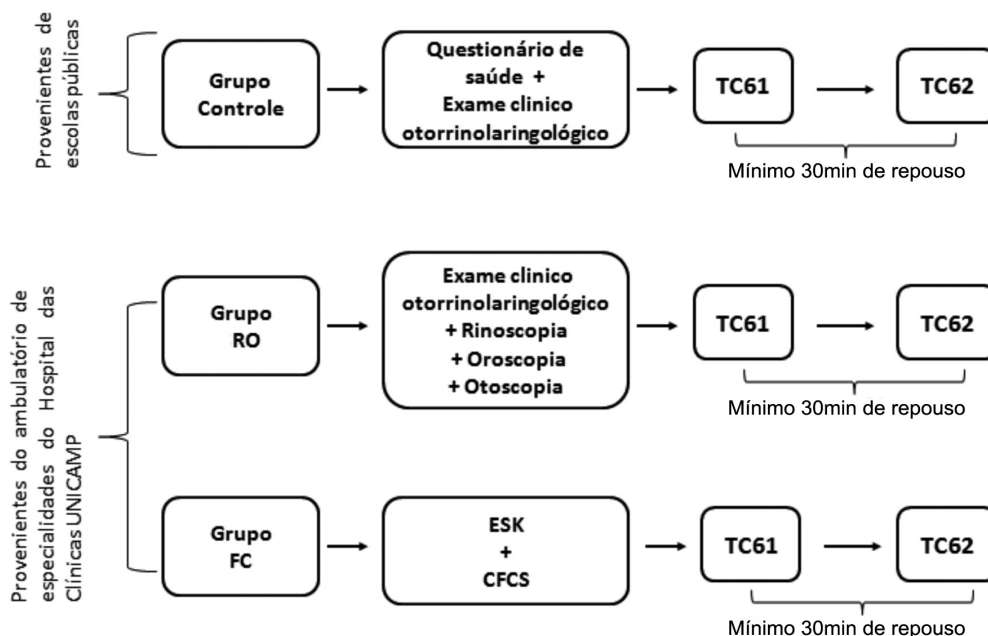 Provenientes de
escolas públicas
Grupo
Controle
Questionário de
saúde +
Exame clinico
otorrinolaringológico
TC61
TC62
Mínimo 30min de repouso
Provenientes do ambulatório de
especialidades do Hospital das
Clínicas UNICAMP
Grupo
RO
Exame clinico
otorrinolaringológico
+ Rinoscopia
+ Oroscopia
+ Otoscopia
TC61
TC62
Mínimo 30min de repouso
Grupo
FC
ESK
+
CFCS
TC61
TC62
Mínimo 30min de repouso